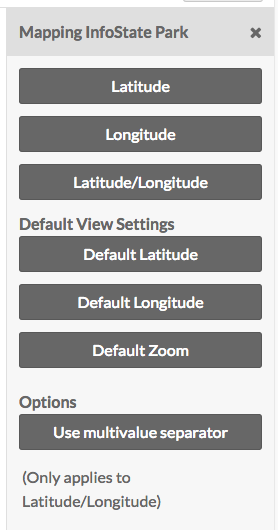 Mapping InfoState Park ×
Latitude
Longitude
Latitude/Longitude
Default View Settings
Default Latitude
Default Longitude
Default Zoom
Options
Use multivalue separator
(Only applies to
Latitude/Longitude)